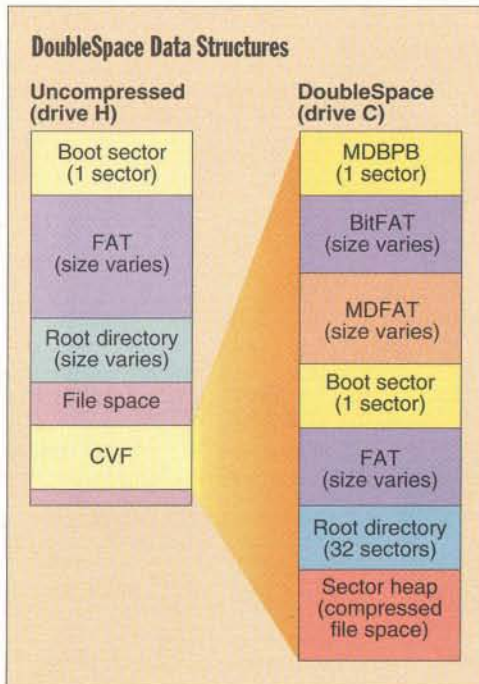 DoubleSpace Data Structures
Uncompressed
(drive H)
Boot sector
(1 sector)
FAT
(size varies)
Root directory
(size varies)
File space
CVF
DoubleSpace
(drive C)
MDBPB
(1 sector)
BitFAT
(size varies)
MDFAT
(size varies)
Boot sector
(1 sector)
FAT
(size varies)
Root directory
(32 sectors)
Sector heap
(compressed
file space)